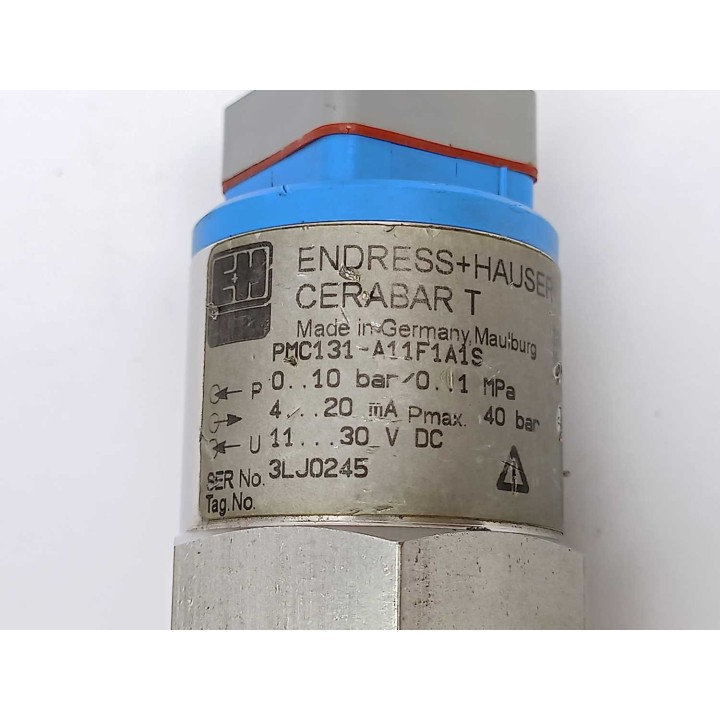 E+H
ENDRESS+HAUSER
CERABAR T
Made in Germany, Maulburg
PMC131-A11F1A1S
P 0..10 bar/0..1 MPa
4...20 mA Pmax. 40 bar
U 11...30 V DC
SER No. 3LJ0245
Tag.No.